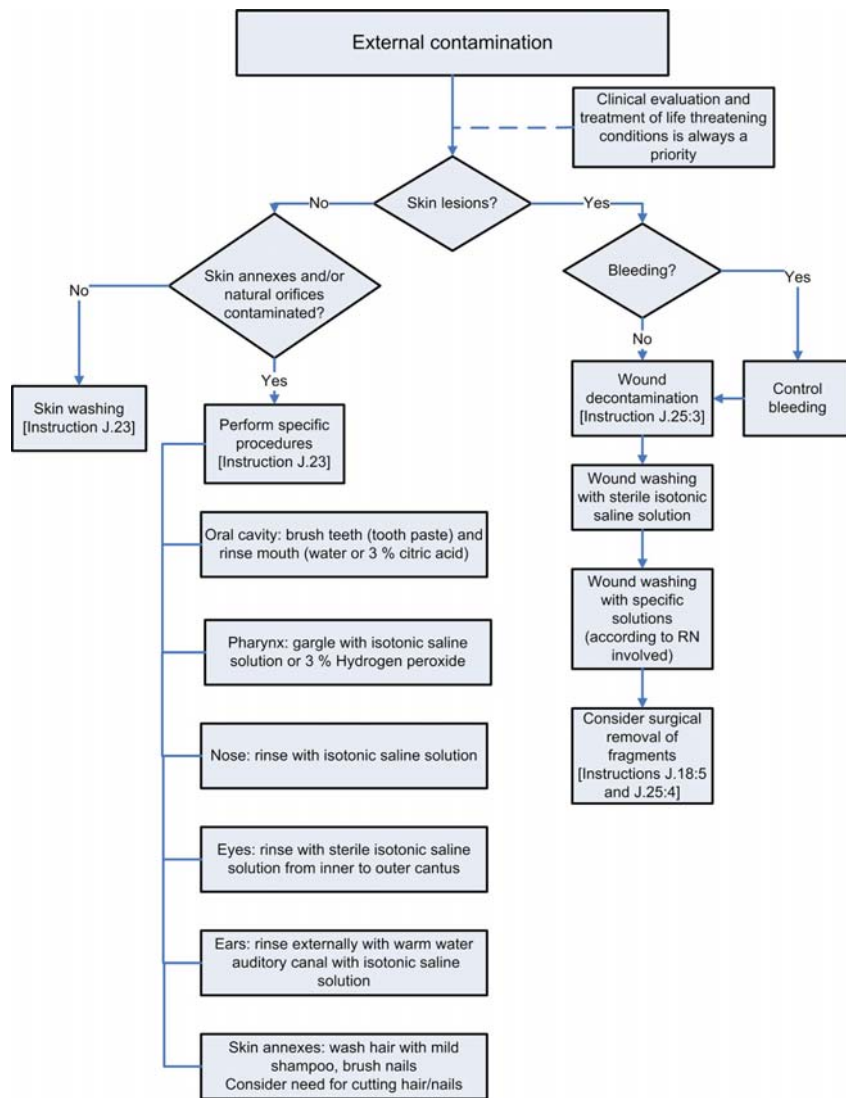 External contamination
Clinical evaluation and
treatment of life threatening
conditions is always a
priority
Skin lesions?
No
Yes
Skin annexes and/or
natural orifices
contaminated?
Bleeding?
No
Yes
Yes
No
Skin washing
[Instruction J.23]
Perform specific
procedures
[Instruction J.23]
Wound
decontamination
[Instruction J.25:3]
Control
bleeding
Wound washing
with sterile isotonic
saline solution
Oral cavity: brush teeth (tooth paste) and
rinse mouth (water or 3 % citric acid)
Wound washing
with specific
solutions
(according to RN
involved)
Pharynx: gargle with isotonic saline
solution or 3 % Hydrogen peroxide
Consider surgical
removal of
fragments
[Instructions J.18:5
and J.25:4]
Nose: rinse with isotonic saline solution
Eyes: rinse with sterile isotonic saline
solution from inner to outer cantus
Ears: rinse externally with warm water
auditory canal with isotonic saline
solution
Skin annexes: wash hair with mild
shampoo, brush nails
Consider need for cutting hair/nails